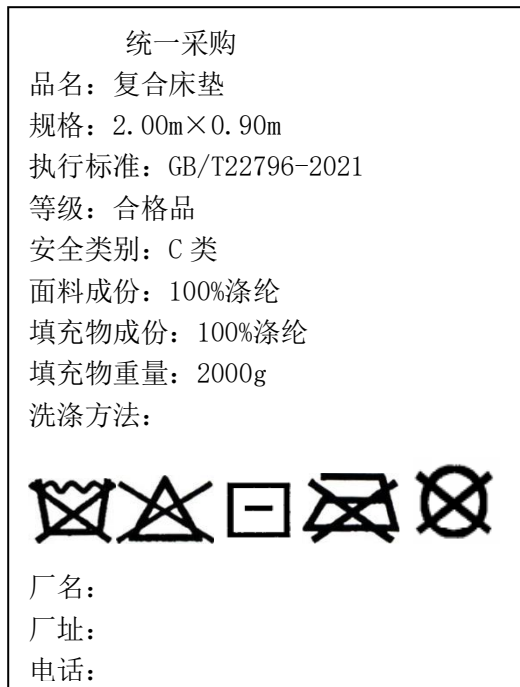 统一采购
品名：复合床垫
规格：2.00m×0.90m
执行标准：GB/T22796-2021
等级：合格品
安全类别：C 类
面料成份：100%涤纶
填充物成份：100%涤纶
填充物重量：2000g
洗涤方法：
厂名：
厂址：
电话：